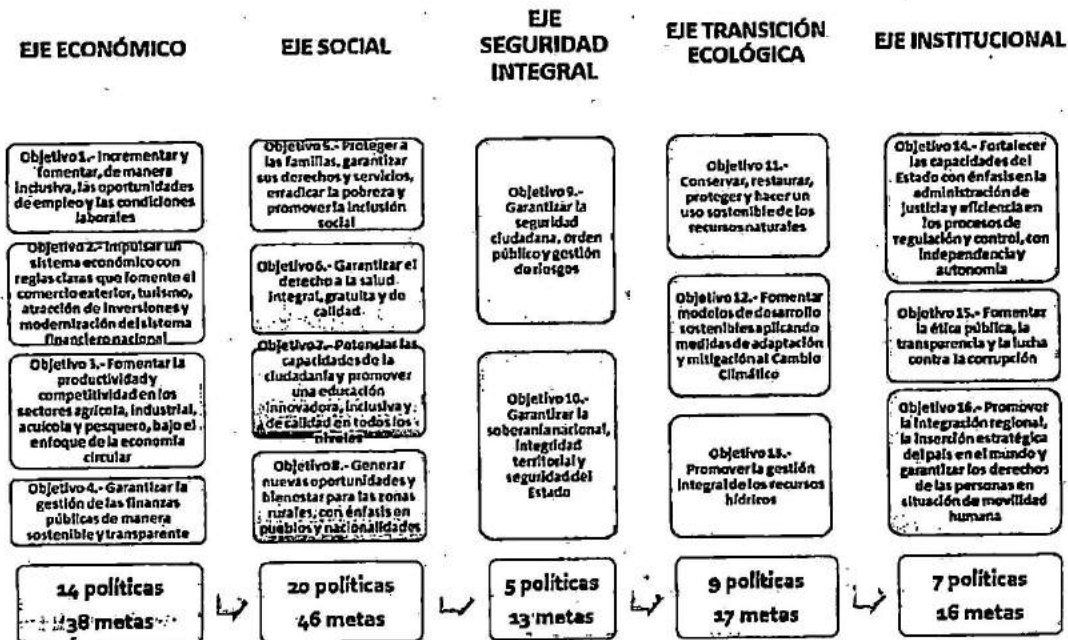 EJE ECONÓMICO
Objetivo 1.- Incrementar y
fomentar, de manera
inclusiva, las oportunidades
de empleo y las condiciones
laborales
Objetivo 2.- Impulsar un
sistema económico con
reglas claras que fomente el
comercio exterior, turismo,
atracción de inversiones y
modernización del sistema
financiero nacional
Objetivo 3.- Fomentar la
productividad y
competitividad en los
sectores agrícola, industrial,
acuícola y pesquero, bajo el
enfoque de la economía
circular
Objetivo 4.- Garantizar la
gestión de las finanzas
públicas de manera
sostenible y transparente
14 políticas
38 metas
EJE SOCIAL
Objetivo 5.- Proteger a
las familias, garantizar
sus derechos y servicios,
erradicar la pobreza y
promover la inclusión
social
Objetivo 6.- Garantizar el
derecho a la salud
integral, gratuita y de
calidad
Objetivo 7.- Potenciar las
capacidades de la
ciudadanía y promover
una educación
innovadora, inclusiva y
de calidad en todos los
niveles
Objetivo 8.- Generar
nuevas oportunidades y
bienestar para las zonas
rurales, con énfasis en
pueblos y nacionalidades
20 políticas
46 metas
EJE
SEGURIDAD
INTEGRAL
Objetivo 9.-
Garantizar la
seguridad
ciudadana, orden
público y gestión
de riesgos
Objetivo 10.-
Garantizar la
soberanía nacional,
integridad
territorial y
seguridad del
Estado
5 políticas
13 metas
EJE TRANSICIÓN
ECOLÓGICA
Objetivo 11.-
Conservar, restaurar,
proteger y hacer un
uso sostenible de los
recursos naturales
Objetivo 12.- Fomentar
modelos de desarrollo
sostenibles aplicando
medidas de adaptación
y mitigación al Cambio
Climático
Objetivo 13.-
Promover la gestión
integral de los recursos
hídricos
9 políticas
17 metas
EJE INSTITUCIONAL
Objetivo 14.- Fortalecer
las capacidades del
Estado con énfasis en la
administración de
justicia y eficiencia en
los procesos de
regulación y control, con
independencia y
autonomía
Objetivo 15.- Fomentar
la ética pública, la
transparencia y la lucha
contra la corrupción
Objetivo 16.- Promover
la integración regional,
la inserción estratégica
del país en el mundo y
garantizar los derechos
de las personas en
situación de movilidad
humana
7 políticas
16 metas